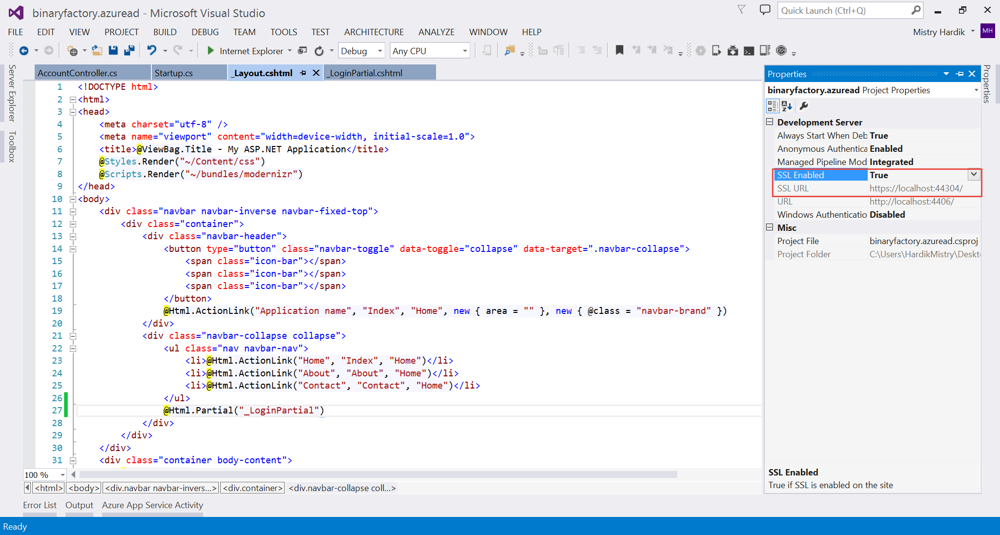 binaryfactory.azuread - Microsoft Visual Studio
Quick Launch (Ctrl+Q)
FILE EDIT VIEW PROJECT BUILD DEBUG TEAM TOOLS TEST ARCHITECTURE ANALYZE WINDOW HELP
Mistry Hardik MH
Internet Explorer Debug Any CPU
Server Explorer
Toolbox
AccountController.cs Startup.cs _Layout.cshtml _LoginPartial.cshtml
1 <!DOCTYPE html>
2 <html>
3 <head>
4 <meta charset="utf-8" />
5 <meta name="viewport" content="width=device-width, initial-scale=1.0">
6 <title>@ViewBag.Title - My ASP.NET Application</title>
7 @Styles.Render("~/Content/css")
8 @Scripts.Render("~/bundles/modernizr")
9 </head>
10 <body>
11 <div class="navbar navbar-inverse navbar-fixed-top">
12 <div class="container">
13 <div class="navbar-header">
14 <button type="button" class="navbar-toggle" data-toggle="collapse" data-target=".navbar-collapse">
15 <span class="icon-bar"></span>
16 <span class="icon-bar"></span>
17 <span class="icon-bar"></span>
18 </button>
19 @Html.ActionLink("Application name", "Index", "Home", new { area = "" }, new { @class = "navbar-brand" })
20 </div>
21 <div class="navbar-collapse collapse">
22 <ul class="nav navbar-nav">
23 <li>@Html.ActionLink("Home", "Index", "Home")</li>
24 <li>@Html.ActionLink("About", "About", "Home")</li>
25 <li>@Html.ActionLink("Contact", "Contact", "Home")</li>
26 </ul>
27 @Html.Partial("_LoginPartial")
28 </div>
29 </div>
30 </div>
31 <div class="container body-content">
100 %
<html> <body> <div.navbar navbar-invers...> <div.container> <div.navbar-collapse coll...>
Error List Output Azure App Service Activity
Ready
Properties
binaryfactory.azuread Project Properties
Development Server
Always Start When Deb True
Anonymous Authentica Enabled
Managed Pipeline Mod Integrated
SSL Enabled True
SSL URL https://localhost:44304/
URL http://localhost:4406/
Windows Authenticatio Disabled
Misc
Project File binaryfactory.azuread.csproj
Project Folder C:\Users\HardikMistry\Deskt
SSL Enabled
True if SSL is enabled on the site
Properties